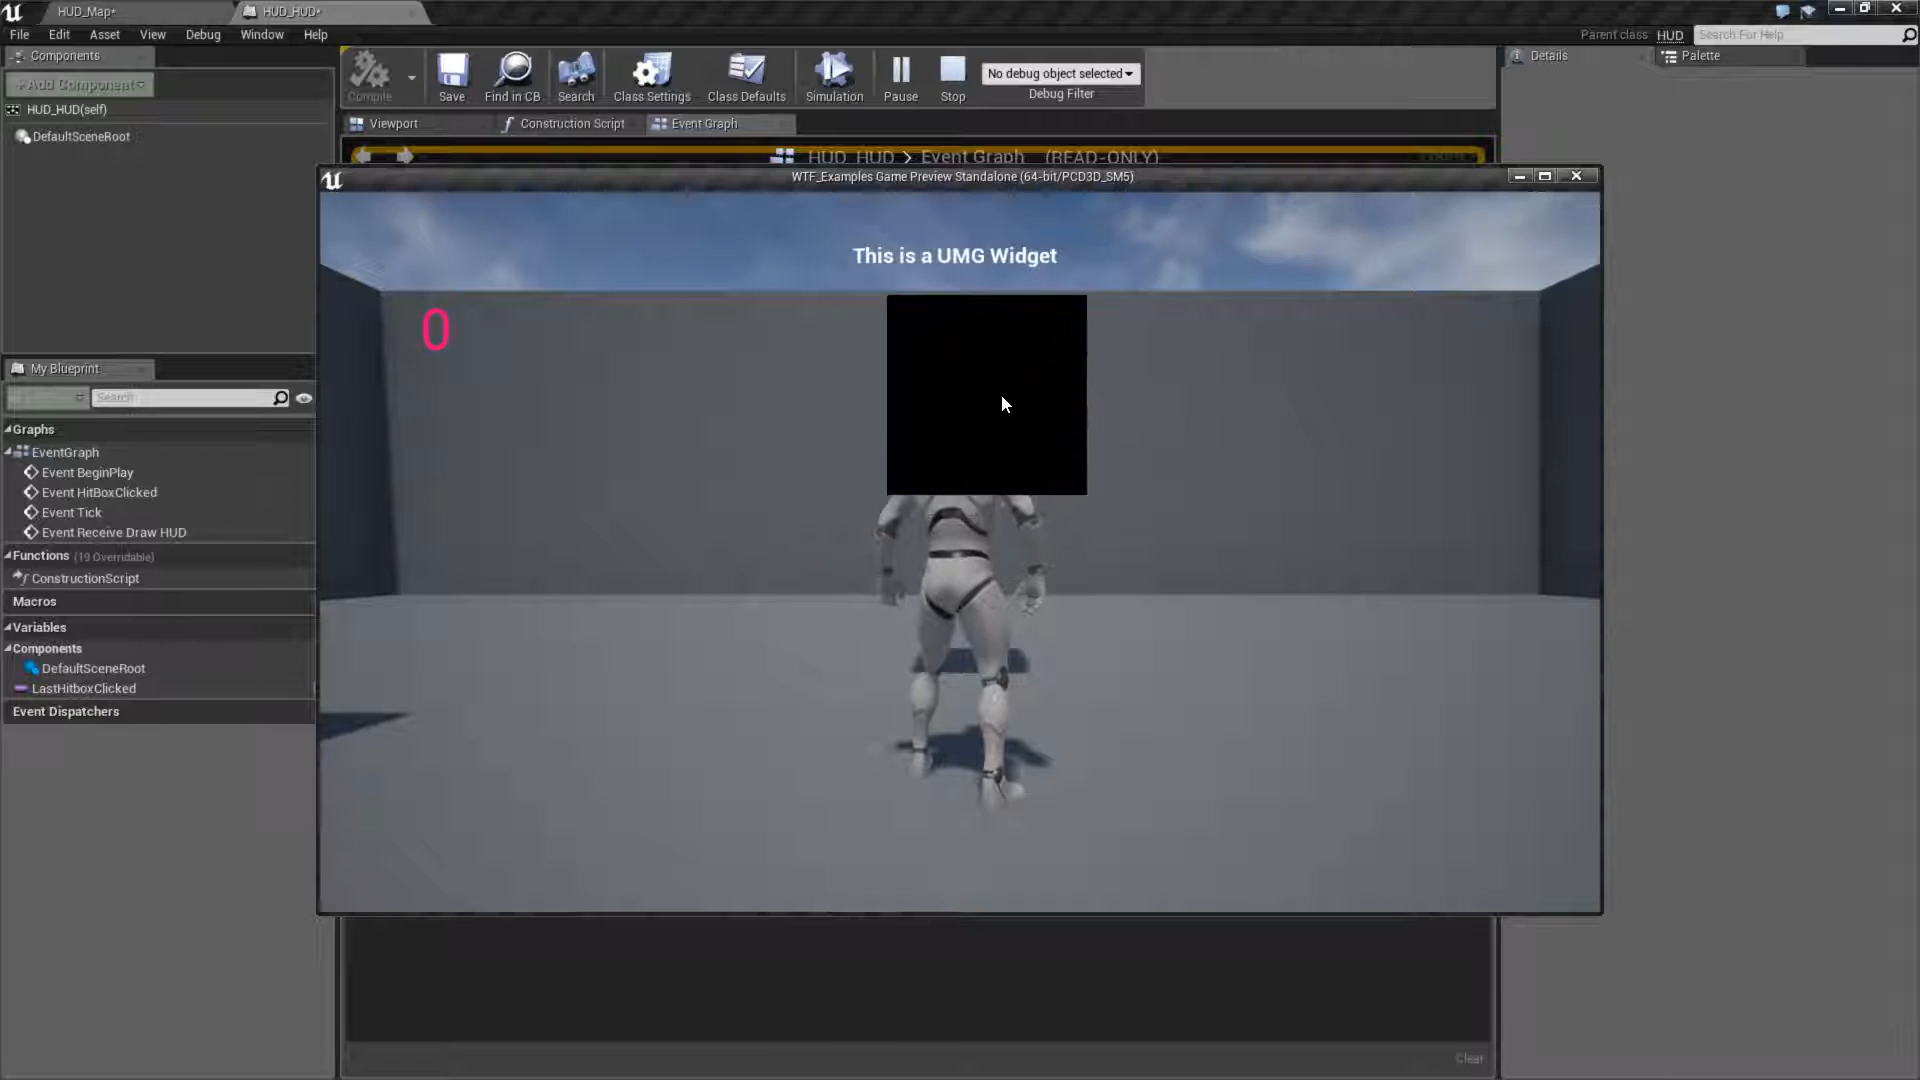 HUD_Map*
HUD_HUD*
File Edit Asset View Debug Window Help
Parent class HUD Search For Help
Components
+Add Component
HUD_HUD(self)
DefaultSceneRoot
Compile Save Find in CB Search Class Settings Class Defaults Simulation Pause Stop
No debug object selected
Debug Filter
Details Palette
Viewport Construction Script Event Graph
HUD_HUD > Event Graph (READ-ONLY)
WTF_Examples Game Preview Standalone (64-bit/PCD3D_SM5)
This is a UMG Widget
0
My Blueprint
Search
Graphs
EventGraph
Event BeginPlay
Event HitBoxClicked
Event Tick
Event Receive Draw HUD
Functions (19 Overridable)
ConstructionScript
Macros
Variables
Components
DefaultSceneRoot
LastHitboxClicked
Event Dispatchers
Clear